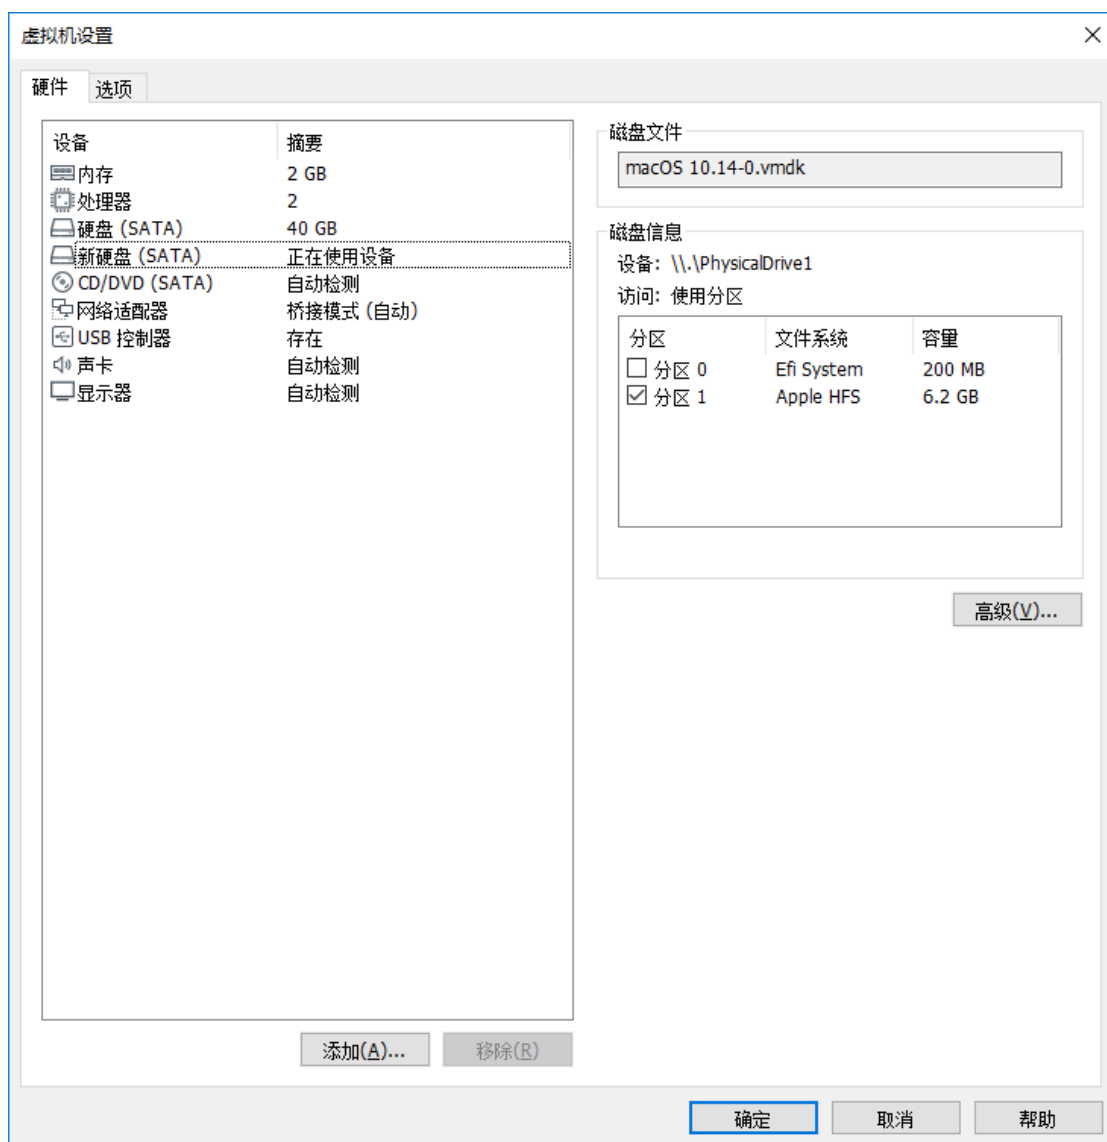 虚拟机设置
硬件 选项
设备 摘要
内存 2 GB
处理器 2
硬盘 (SATA) 40 GB
新硬盘 (SATA) 正在使用设备
CD/DVD (SATA) 自动检测
网络适配器 桥接模式 (自动)
USB 控制器 存在
声卡 自动检测
显示器 自动检测
添加(A)... 移除(R)
磁盘文件
macOS 10.14-0.vmdk
磁盘信息
设备: \\.\PhysicalDrive1
访问: 使用分区
分区 文件系统 容量
分区 0 Efi System 200 MB
分区 1 Apple HFS 6.2 GB
高级(V)...
确定 取消 帮助